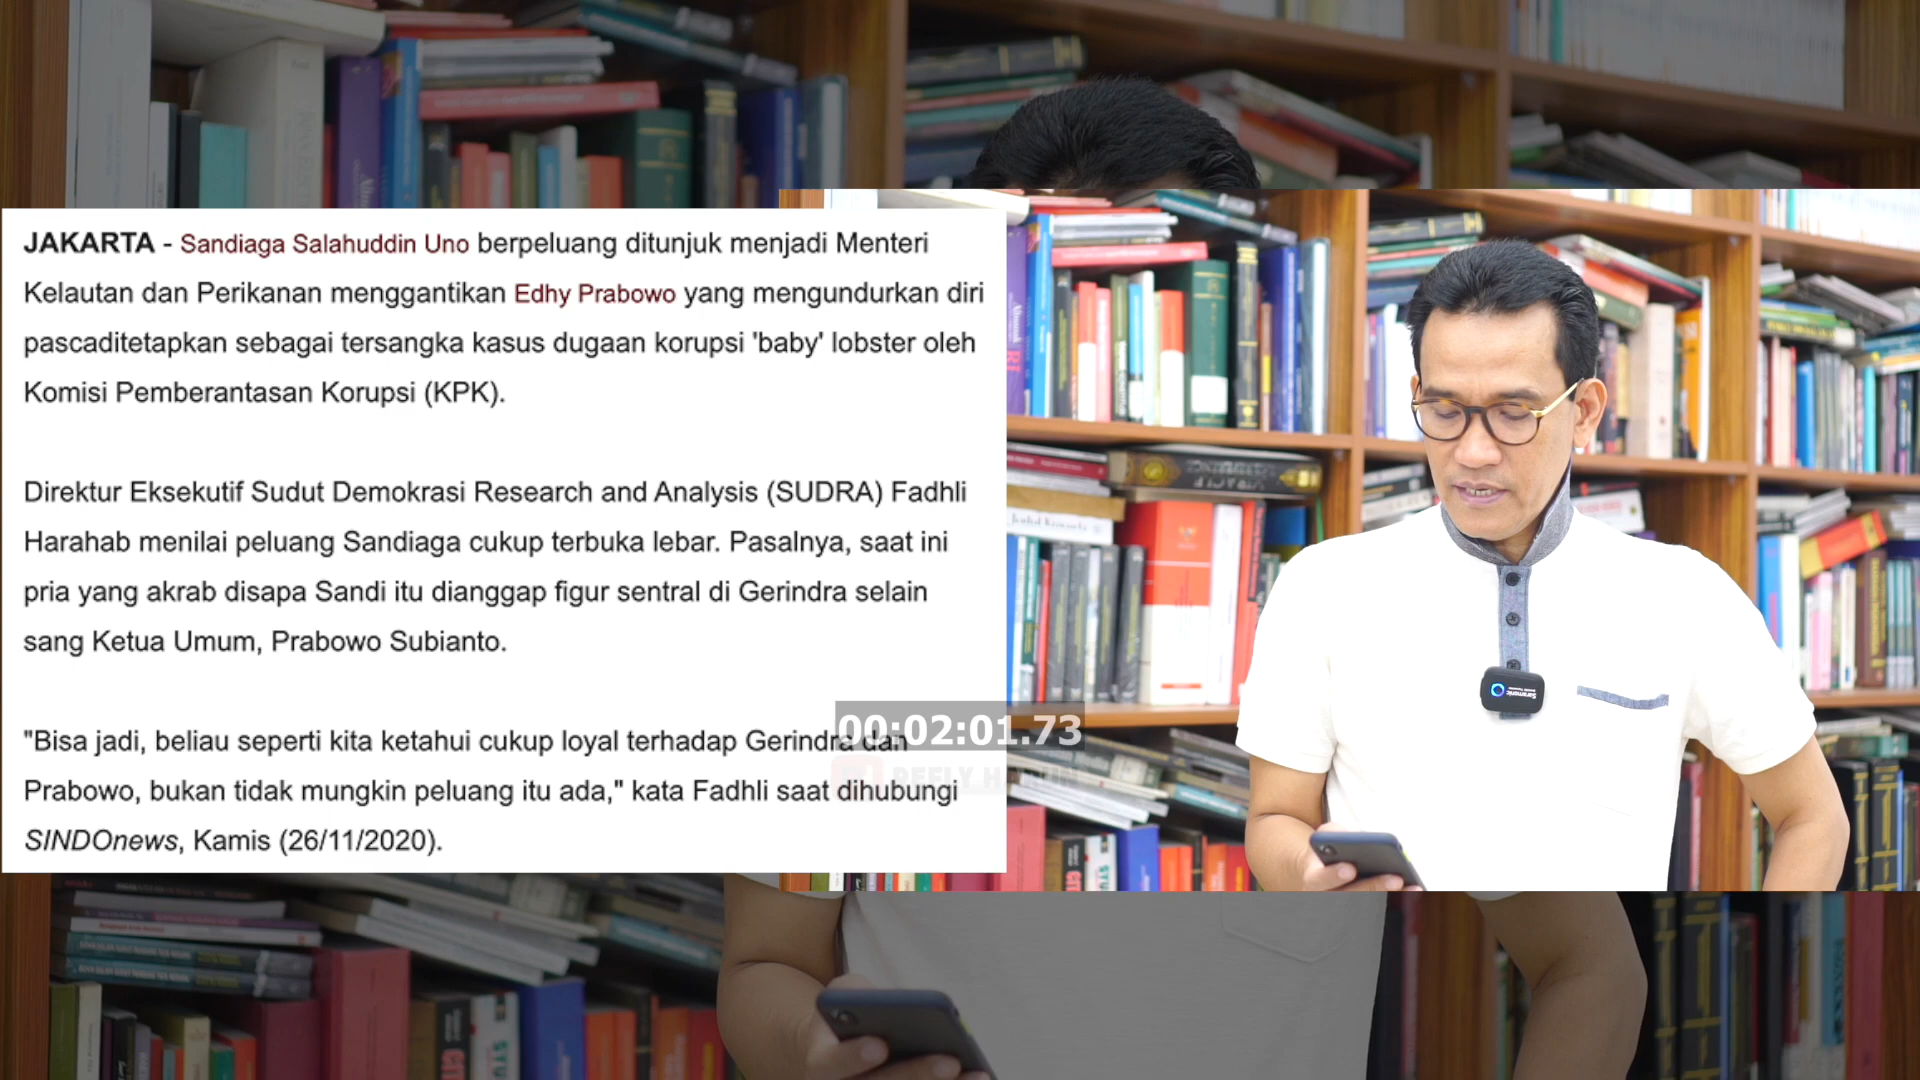 JAKARTA - Sandiaga Salahuddin Uno berpeluang ditunjuk menjadi Menteri
Kelautan dan Perikanan menggantikan Edhy Prabowo yang mengundurkan diri
pascaditetapkan sebagai tersangka kasus dugaan korupsi 'baby' lobster oleh
Komisi Pemberantasan Korupsi (KPK).
Direktur Eksekutif Sudut Demokrasi Research and Analysis (SUDRA) Fadhli
Harahab menilai peluang Sandiaga cukup terbuka lebar. Pasalnya, saat ini
pria yang akrab disapa Sandi itu dianggap figur sentral di Gerindra selain
sang Ketua Umum, Prabowo Subianto.
"Bisa jadi, beliau seperti kita ketahui cukup loyal terhadap Gerindra dan
Prabowo, bukan tidak mungkin peluang itu ada," kata Fadhli saat dihubungi
SINDOnews, Kamis (26/11/2020).
00:02:01.73
REFLY HARUN
Saramonic